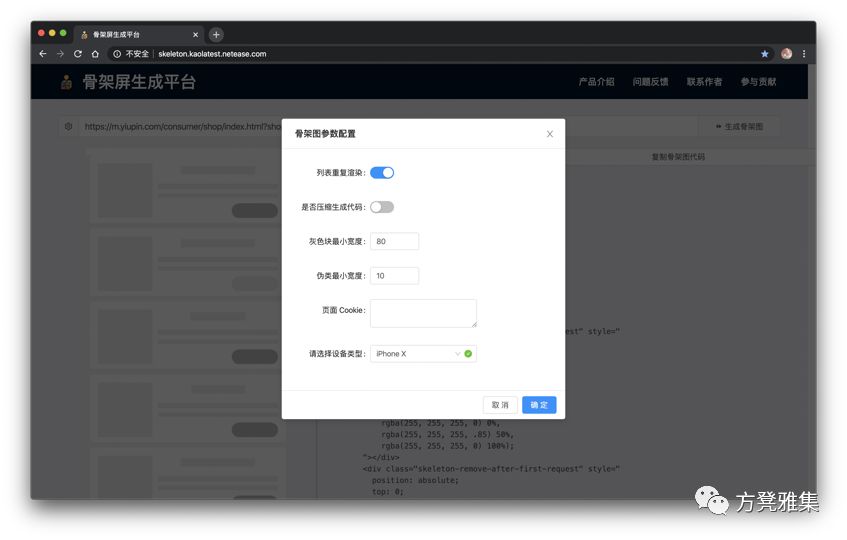 骨架屏生成平台
不安全 | skeleton.kaolatest.netease.com
骨架屏生成平台
产品介绍 问题反馈 联系作者 参与贡献
https://m.yiupin.com/consumer/shop/index.html?sho
生成骨架图
骨架图参数配置
复制骨架图代码
列表重复渲染:
是否压缩生成代码:
灰色块最小宽度: 80
伪类最小宽度: 10
页面 Cookie:
est" style="
请选择设备类型: iPhone X
取 消 确 定
rgba(255, 255, 255, 0) 0%,
rgba(255, 255, 255, .85) 50%,
rgba(255, 255, 255, 0) 100%);
"></div>
<div class="skeleton-remove-after-first-request" style="
position: absolute;
top: 0;
方凳雅集